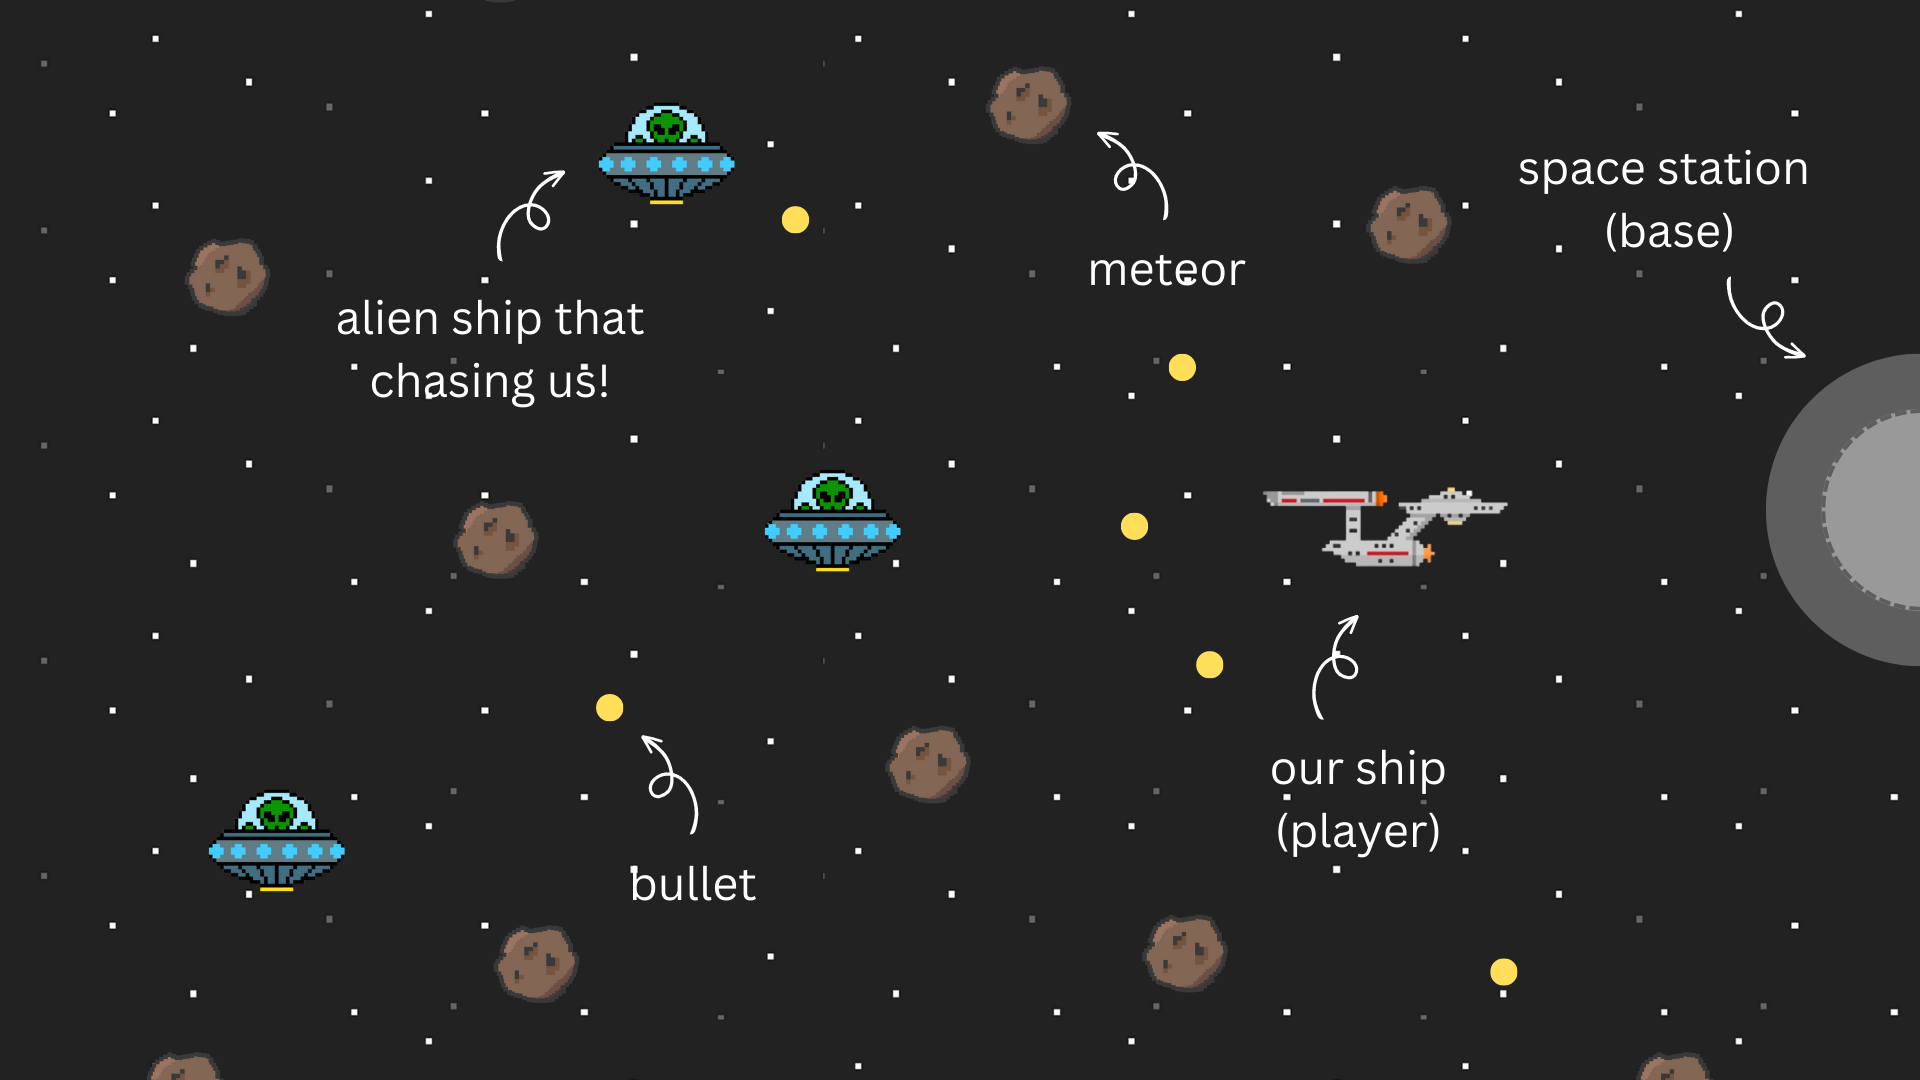 space station
(base)
meteor
alien ship that
chasing us!
our ship
(player)
bullet